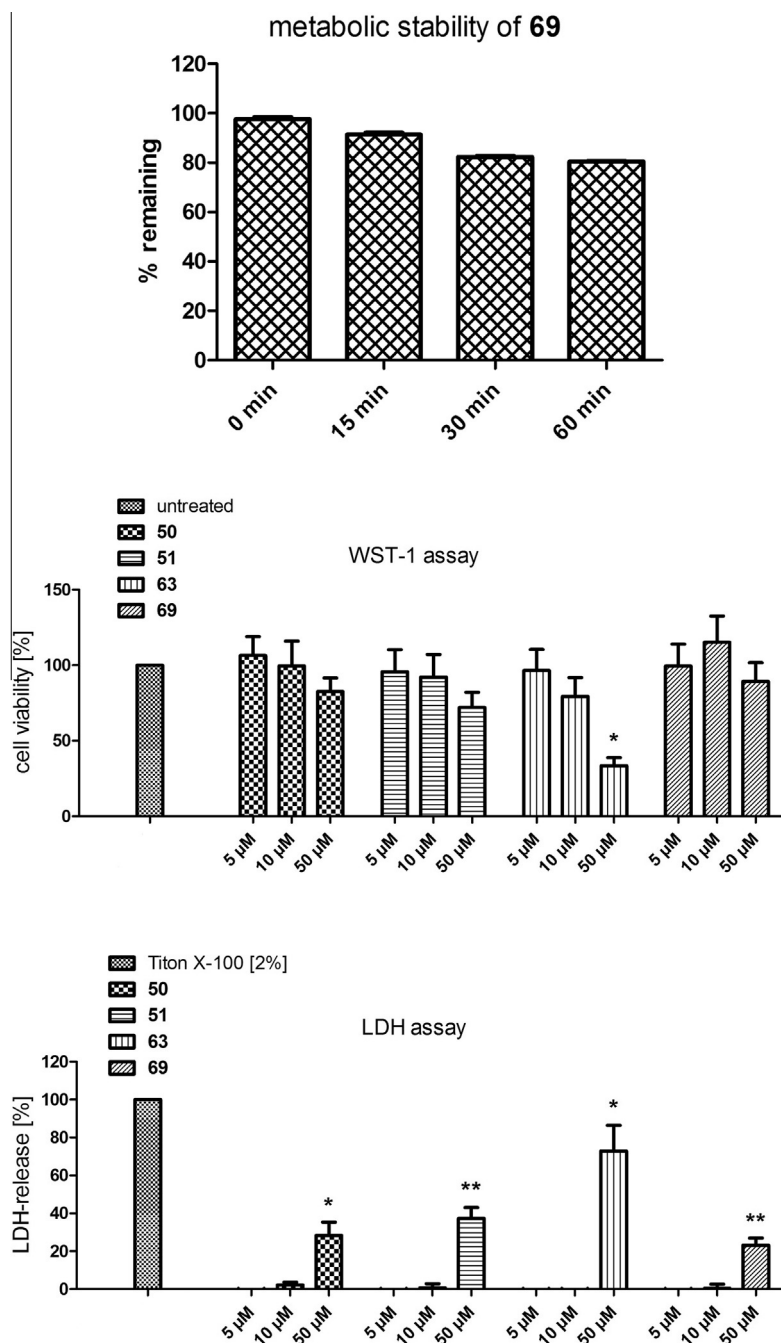 metabolic stability of 69
120
100
80
60
40
20
0
% remaining
0 min
15 min
30 min
60 min
untreated
50
51
63
69
WST-1 assay
150
100
50
0
cell viability [%]
*
5 µM
10 µM
50 µM
5 µM
10 µM
50 µM
5 µM
10 µM
50 µM
5 µM
10 µM
50 µM
Titon X-100 [2%]
50
51
63
69
LDH assay
120
100
80
60
40
20
0
LDH-release [%]
*
**
*
**
5 µM
10 µM
50 µM
5 µM
10 µM
50 µM
5 µM
10 µM
50 µM
5 µM
10 µM
50 µM